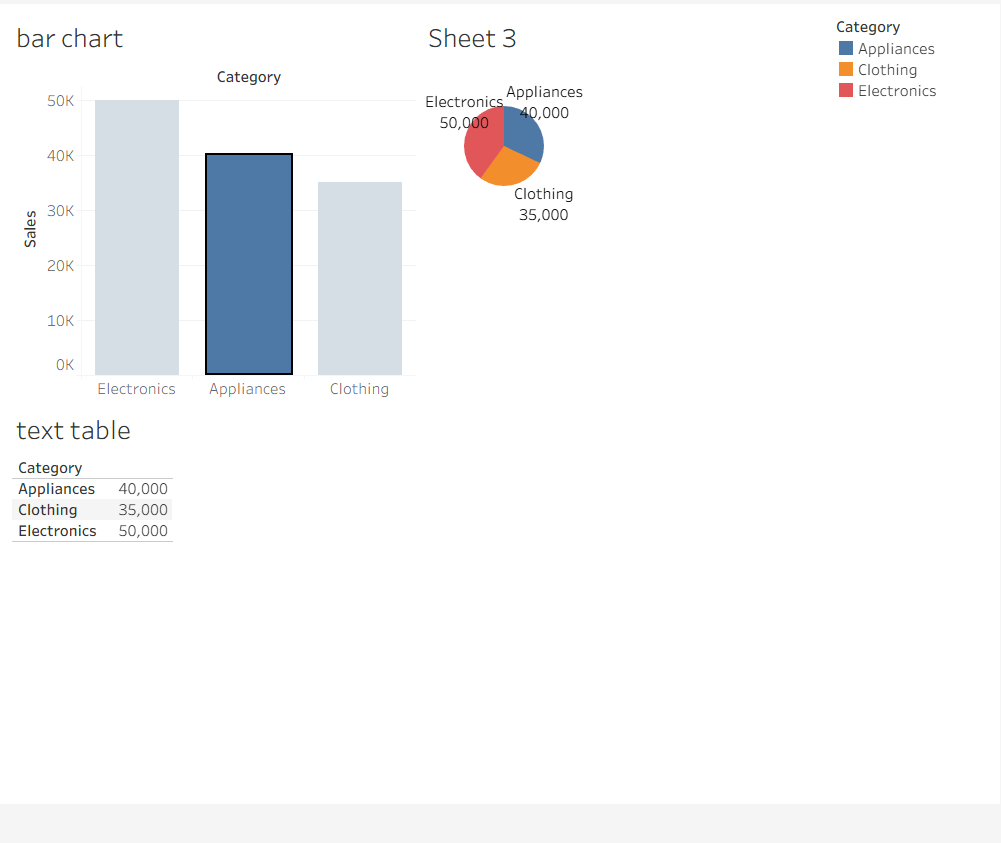 bar chart
Category
50K
40K
30K
20K
10K
0K
Sales
Electronics Appliances Clothing
Sheet 3
Electronics
50,000
Appliances
40,000
Clothing
35,000
Category
Appliances
Clothing
Electronics
text table
Category
Appliances 40,000
Clothing 35,000
Electronics 50,000